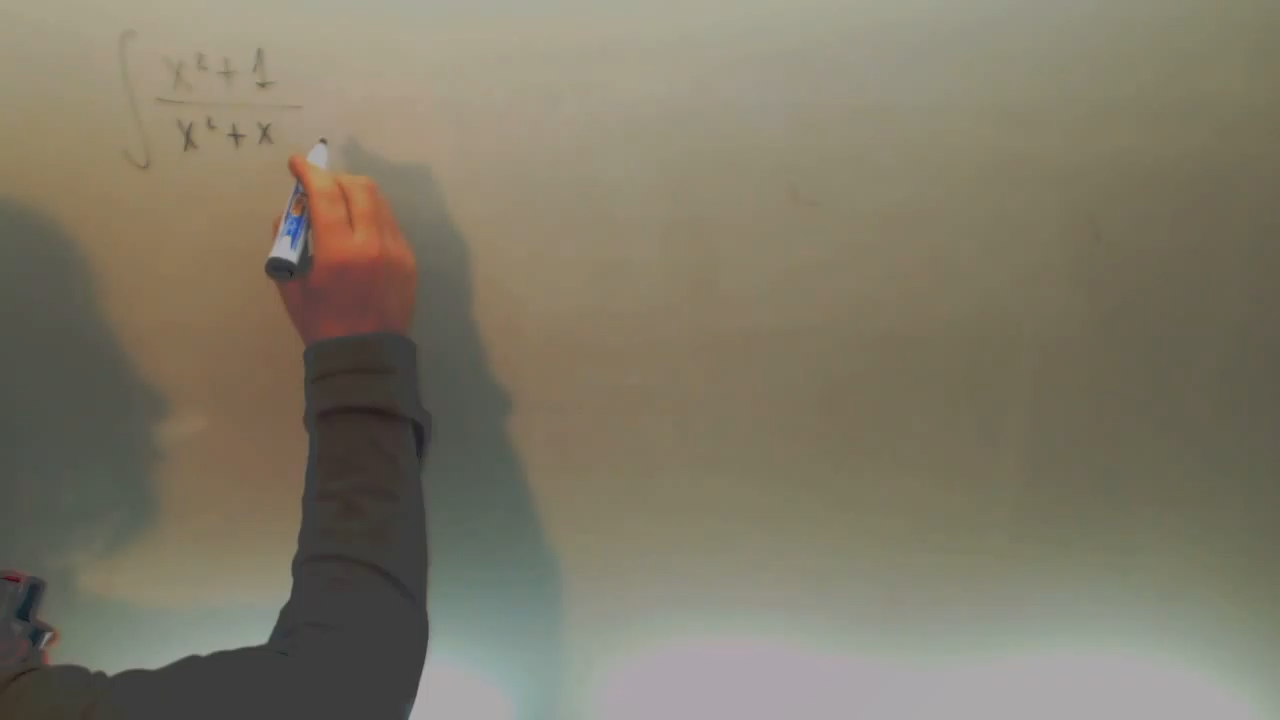 ∫ x²+1 / x²+x